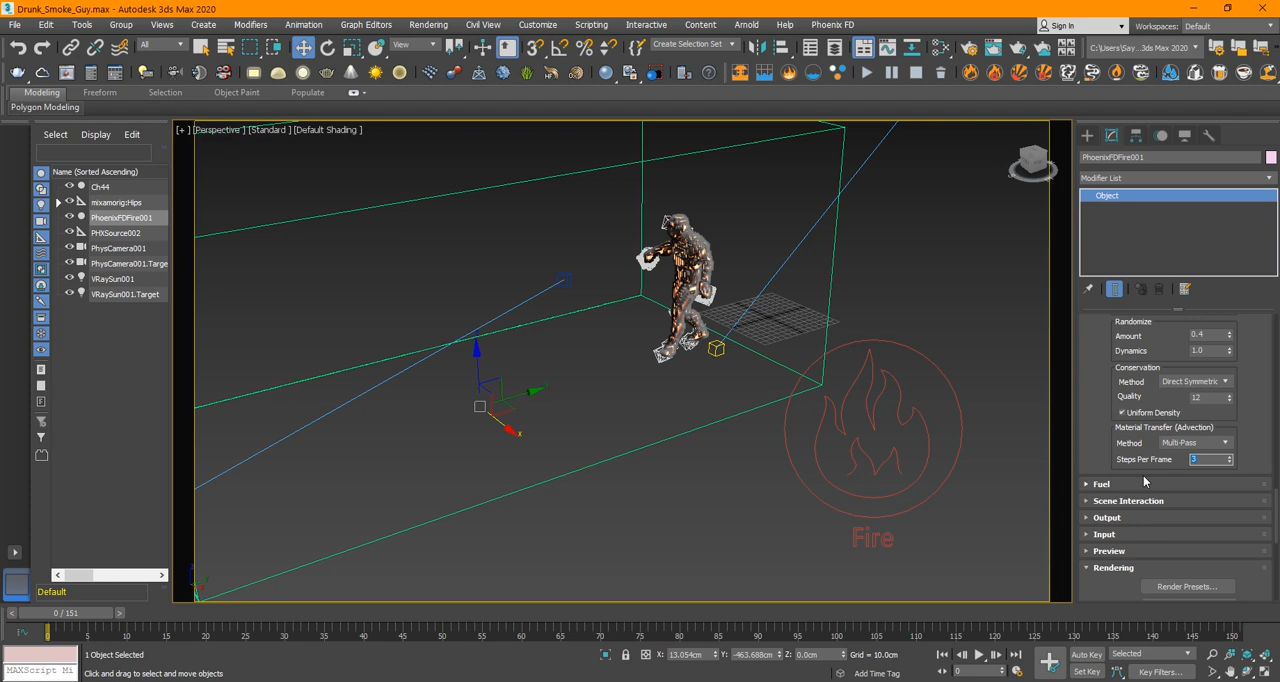 Drunk_Smoke_Guy.max - Autodesk 3ds Max 2020
File Edit Tools Group Views Create Modifiers Animation Graph Editors Rendering Civil View Customize Scripting Interactive Content Arnold Help Phoenix FD
Sign In
Workspaces: Default
All
View
Create Selection Set
C:\Users\Say...3ds Max 2020
Modeling Freeform Selection Object Paint Populate
Polygon Modeling
Select Display Edit
Name (Sorted Ascending)
Ch44
mixamorig:Hips
PhoenixFDFire001
PHXSource002
PhysCamera001
PhysCamera001.Targe
VRaySun001
VRaySun001.Target
Default
[+] [Perspective] [Standard] [Default Shading]
Fire
x
PhoenixFDFire001
Modifier List
Object
Randomize
Amount 0.4
Dynamics 1.0
Conservation
Method Direct Symmetric
Quality 12
Uniform Density
Material Transfer (Advection)
Method Multi-Pass
Steps Per Frame 3
Fuel
Scene Interaction
Output
Input
Preview
Rendering
Render Presets...
0 / 151
0 5 10 15 20 25 30 35 40 45 50 55 60 65 70 75 80 85 90 95 100 105 110 115 120 125 130 135 140 145 150
MAXScript Mi
1 Object Selected
Click and drag to select and move objects
X: 13.054cm Y: -463.688cm Z: 0.0cm Grid = 10.0cm
Add Time Tag
0
Auto Key Selected
Set Key Key Filters...